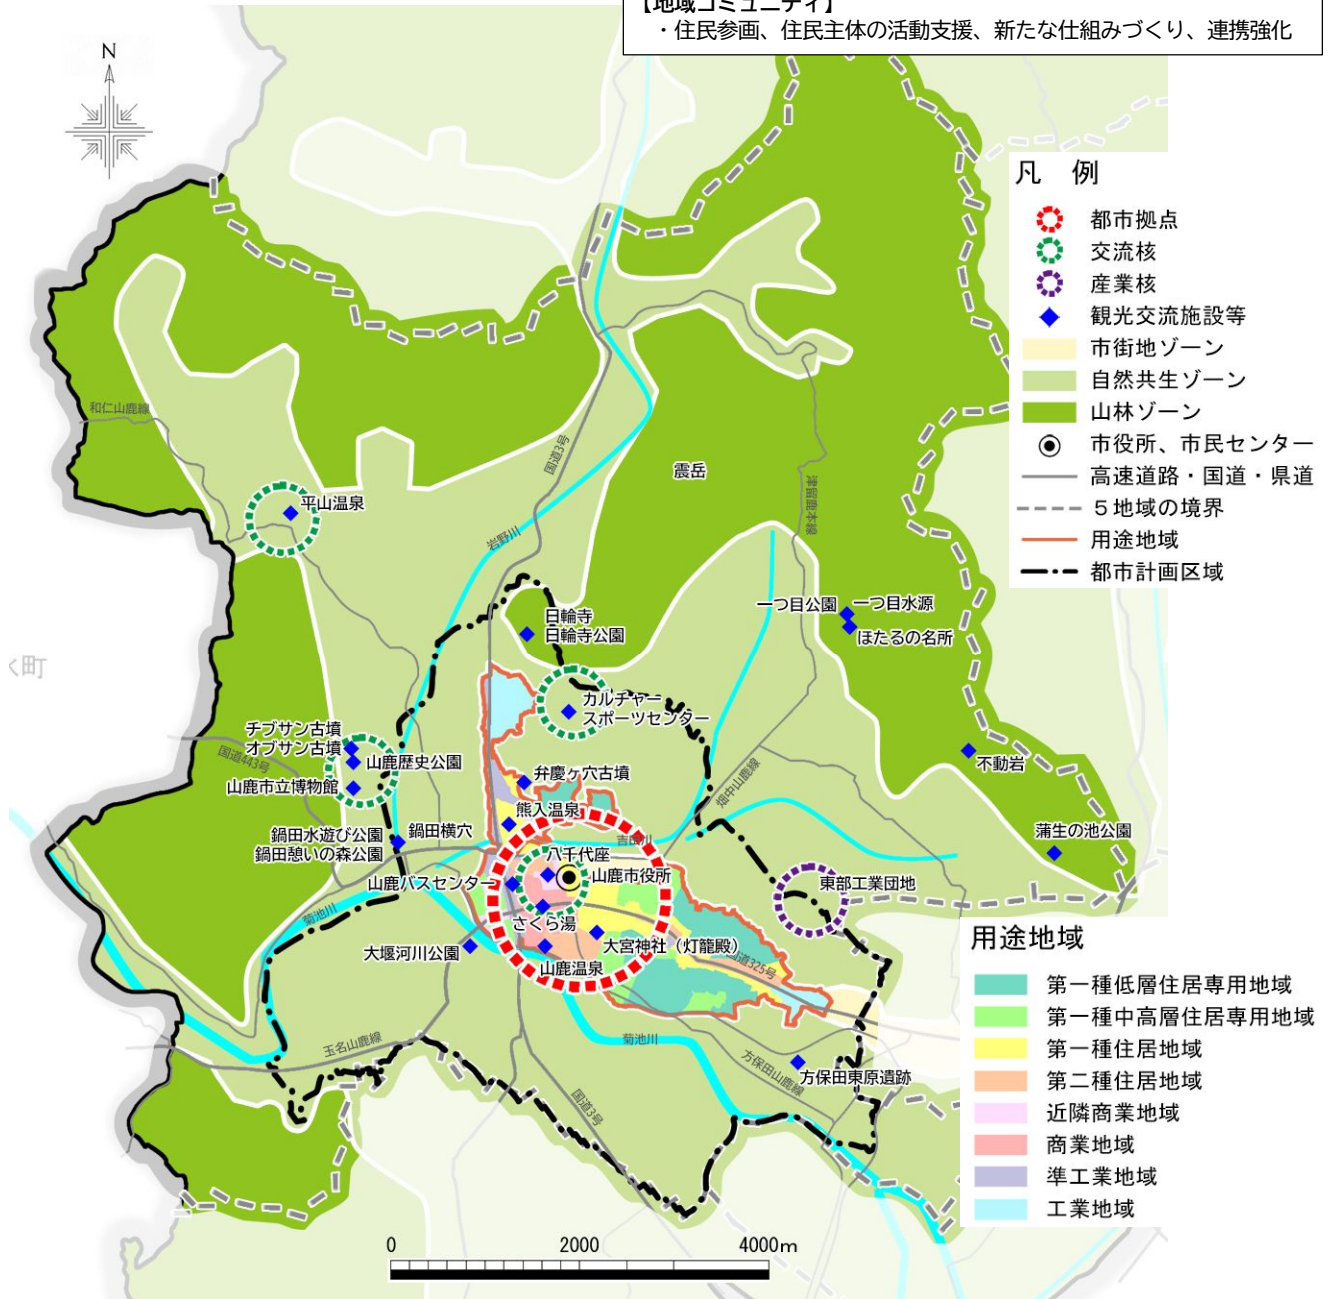 【地域コミュニティ】
・住民参画、住民主体の活動支援、新たな仕組みづくり、連携強化
N
凡 例
都市拠点
交流核
産業核
観光交流施設等
市街地ゾーン
自然共生ゾーン
山林ゾーン
市役所、市民センター
高速道路・国道・県道
5地域の境界
用途地域
都市計画区域
和仁山鹿線
国道3号
震岳
津留鹿本線
平山温泉
岩野川
一つ目公園
一つ目水源
ほたるの名所
日輪寺
日輪寺公園
く町
カルチャー
スポーツセンター
チブサン古墳
オブサン古墳
国道443号
山鹿歴史公園
山鹿市立博物館
弁慶ヶ穴古墳
畑中山鹿線
不動岩
熊入温泉
鍋田横穴
鍋田水遊び公園
鍋田憩いの森公園
吉田川
蒲生の池公園
八千代座
山鹿市役所
山鹿バスセンター
東部工業団地
菊池川
さくら湯
大宮神社（灯籠殿）
大堰河川公園
山鹿温泉
国道325号
用途地域
第一種低層住居専用地域
第一種中高層住居専用地域
第一種住居地域
第二種住居地域
近隣商業地域
商業地域
準工業地域
工業地域
玉名山鹿線
菊池川
方保田山鹿線
方保田東原遺跡
国道3号
0 2000 4000m